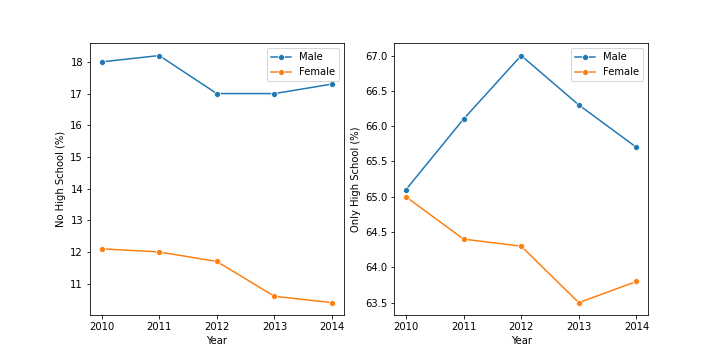 No High School (%)
18
17
16
15
14
13
12
11
2010 2011 2012 2013 2014
Year
Male
Female
Only High School (%)
67.0
66.5
66.0
65.5
65.0
64.5
64.0
63.5
2010 2011 2012 2013 2014
Year
Male
Female